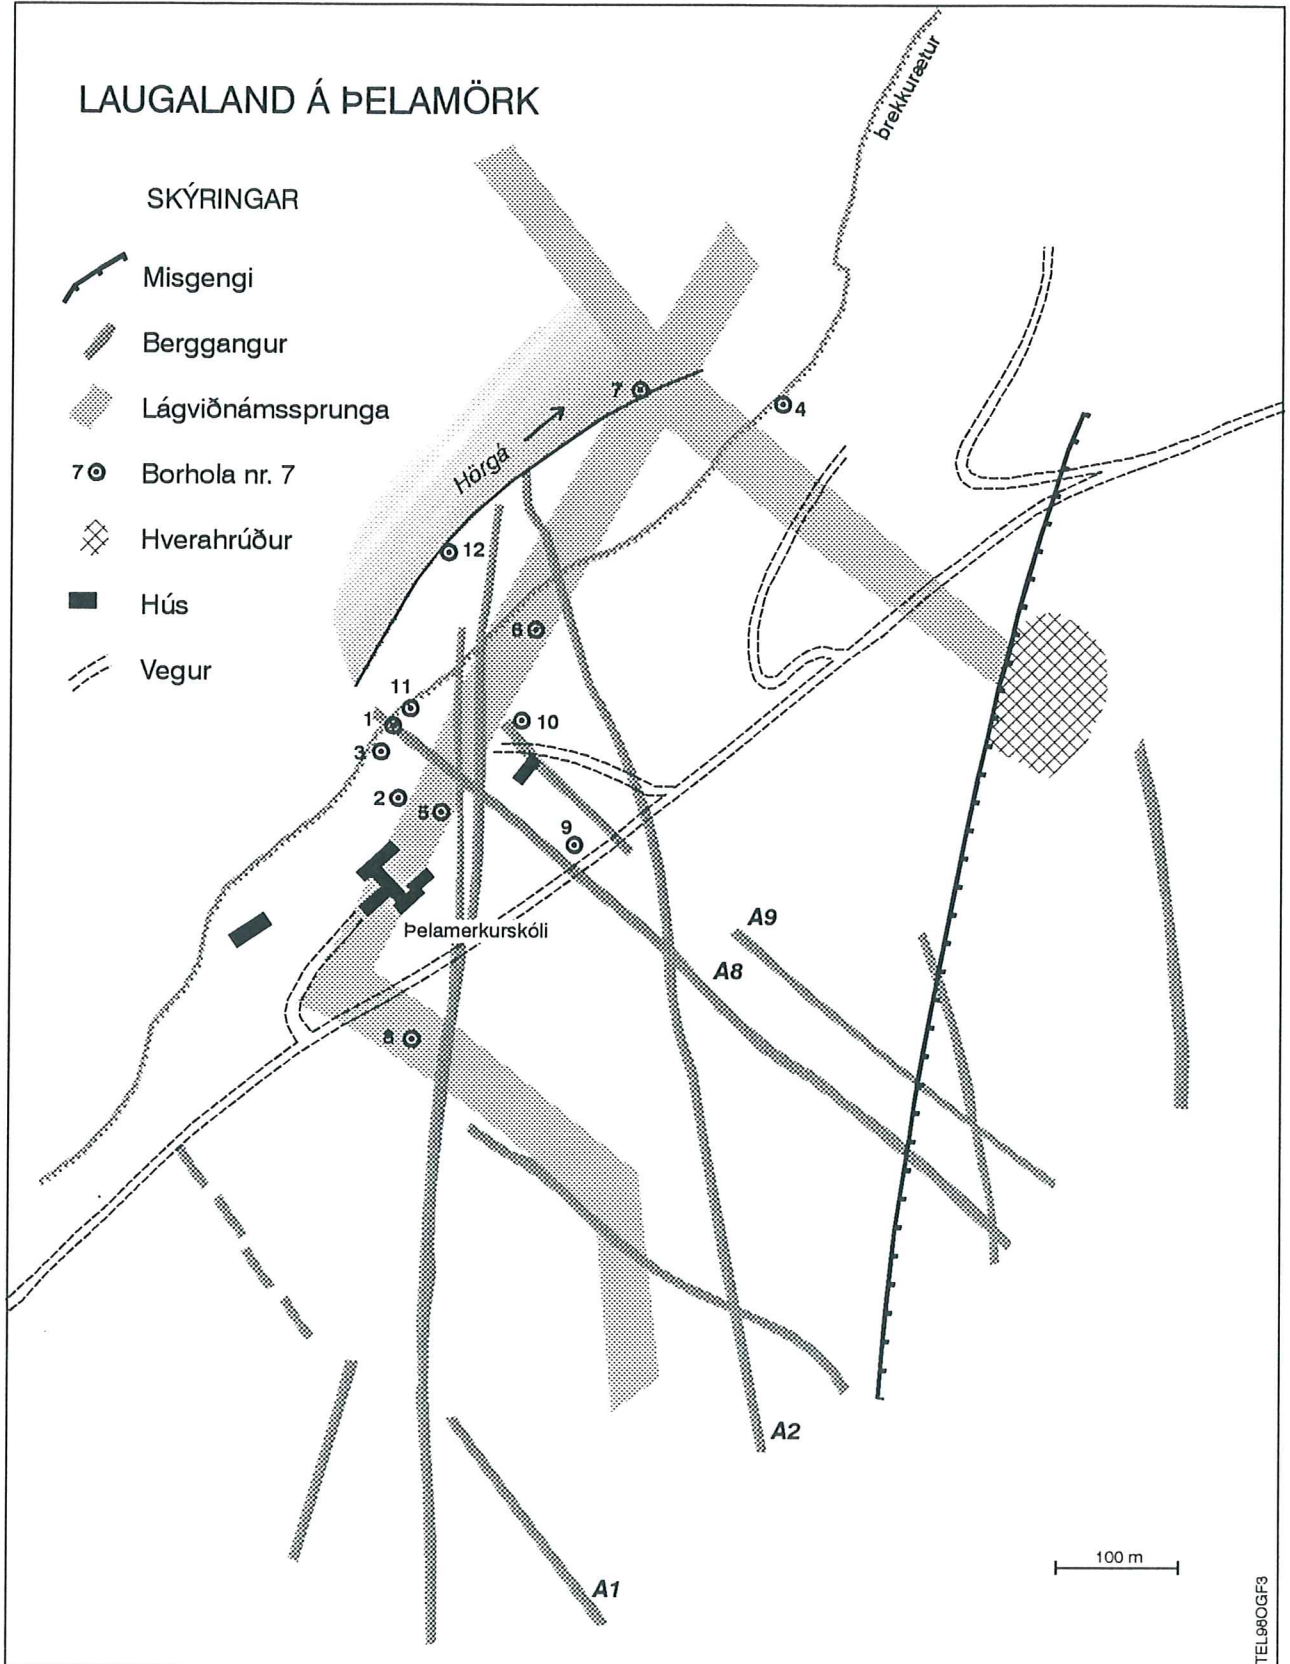 LAUGALAND Á ÞELAMÖRK
SKÝRINGAR
Misgengi
Berggangur
Lágviðnámssprunga
7 Borhola nr. 7
Hverahrúður
Hús
Vegur
brekkurætur
Hörgá
7
4
12
6
11
1
10
3
2
5
9
Þelamerkurskóli
A9
A8
8
A2
A1
100 m
TEL98OGF3